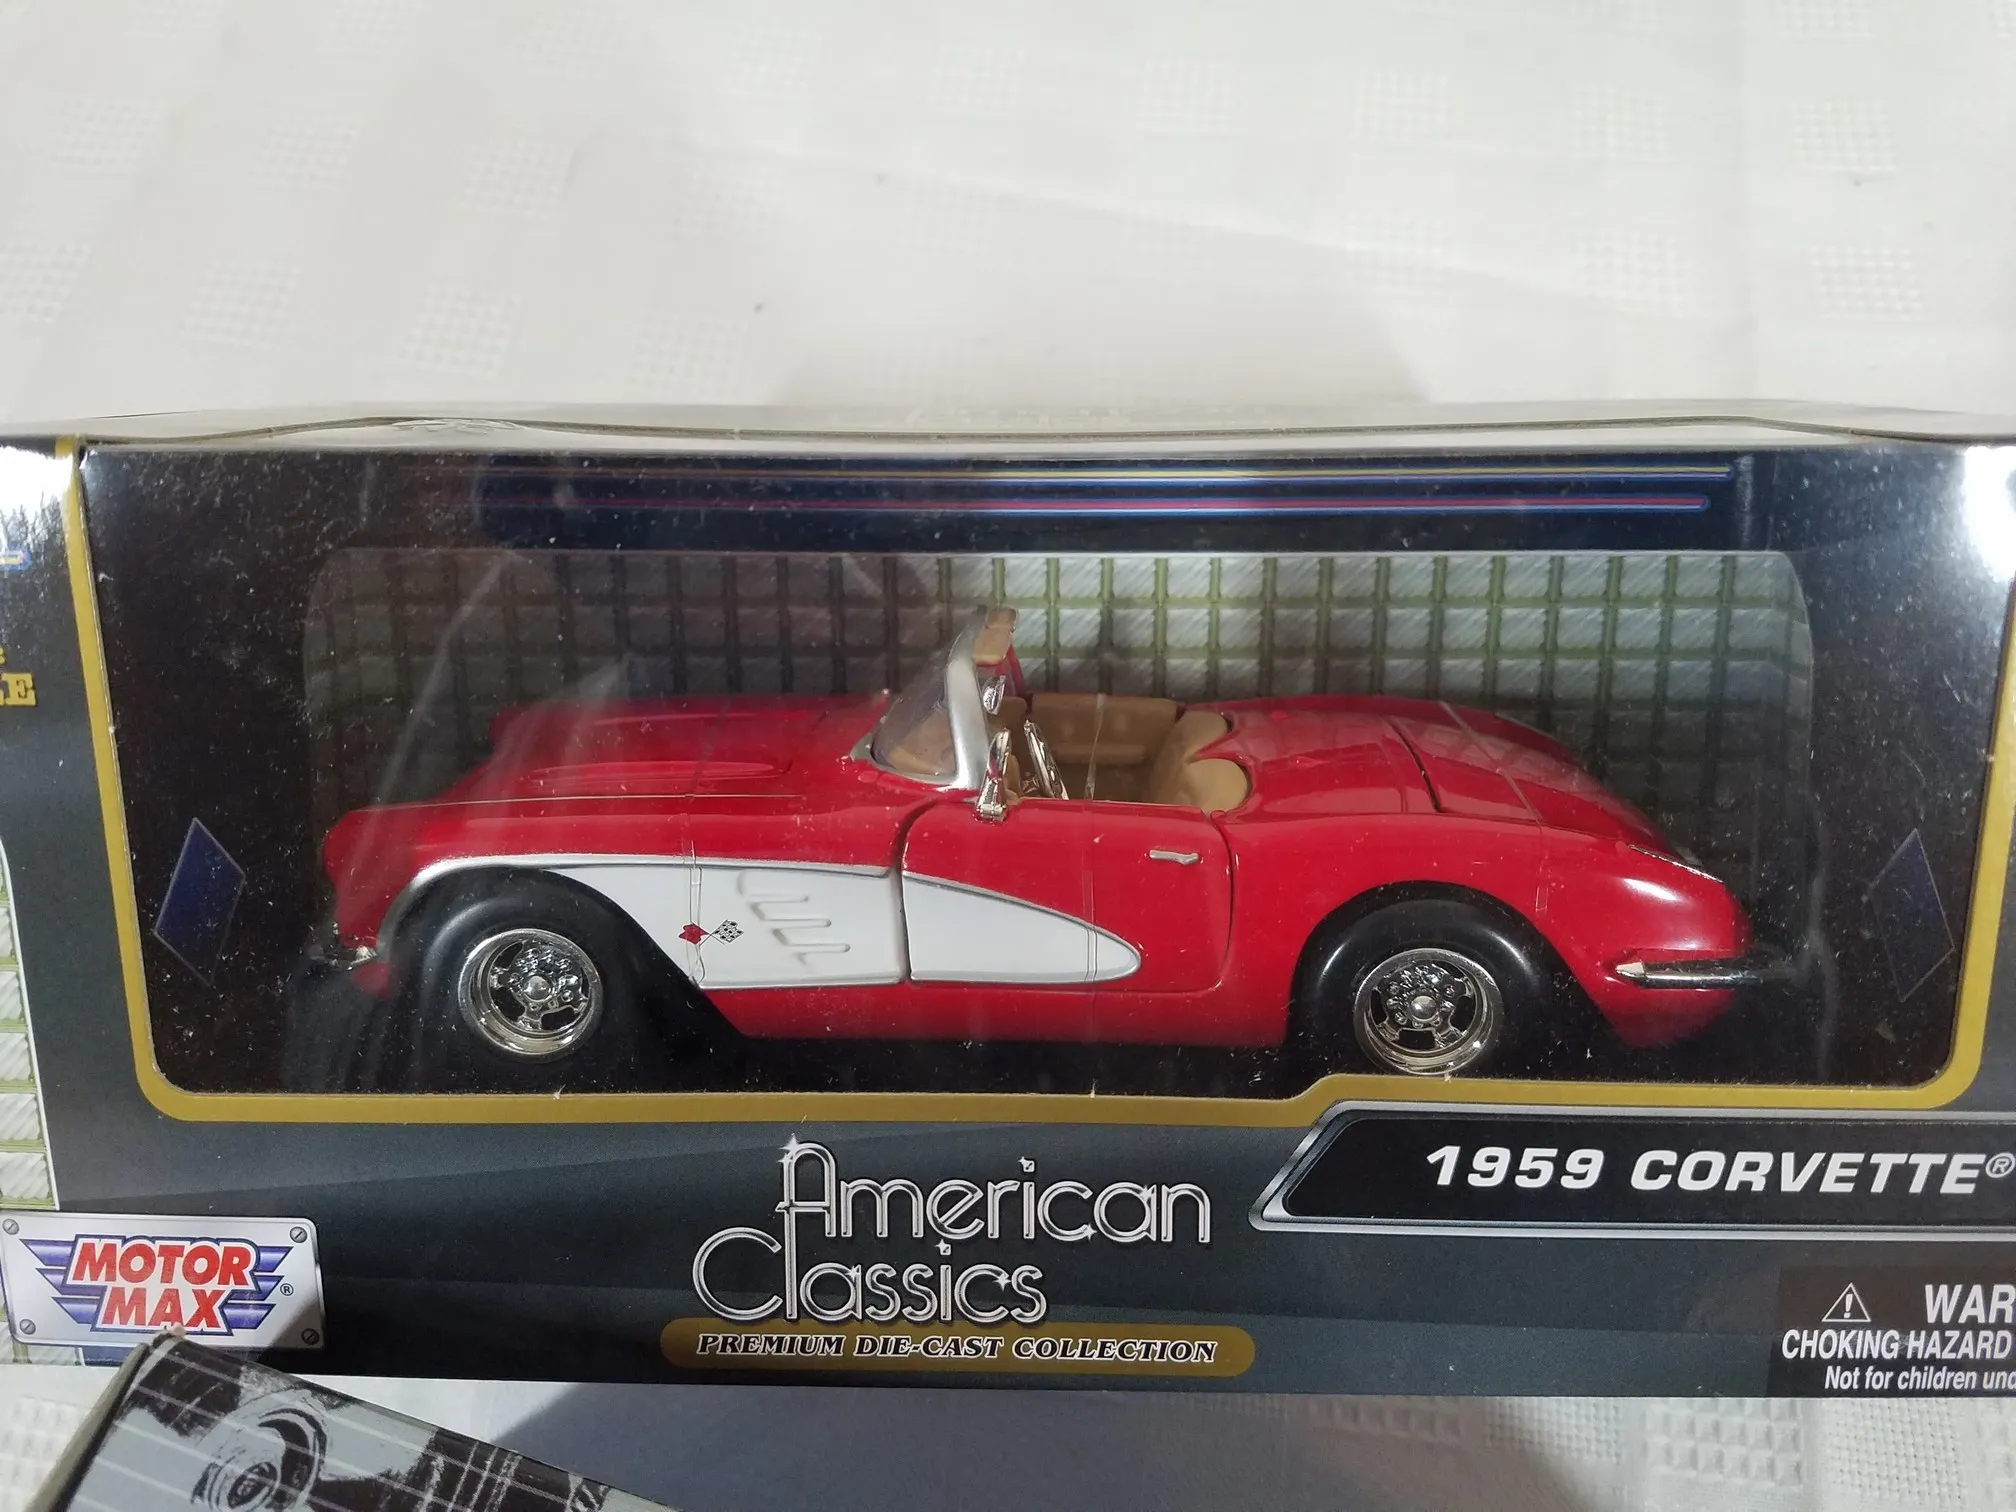 1959 CORVETTE®
American
Classics
PREMIUM DIE-CAST COLLECTION
MOTOR
MAX
®
WAR
CHOKING HAZARD
Not for children und